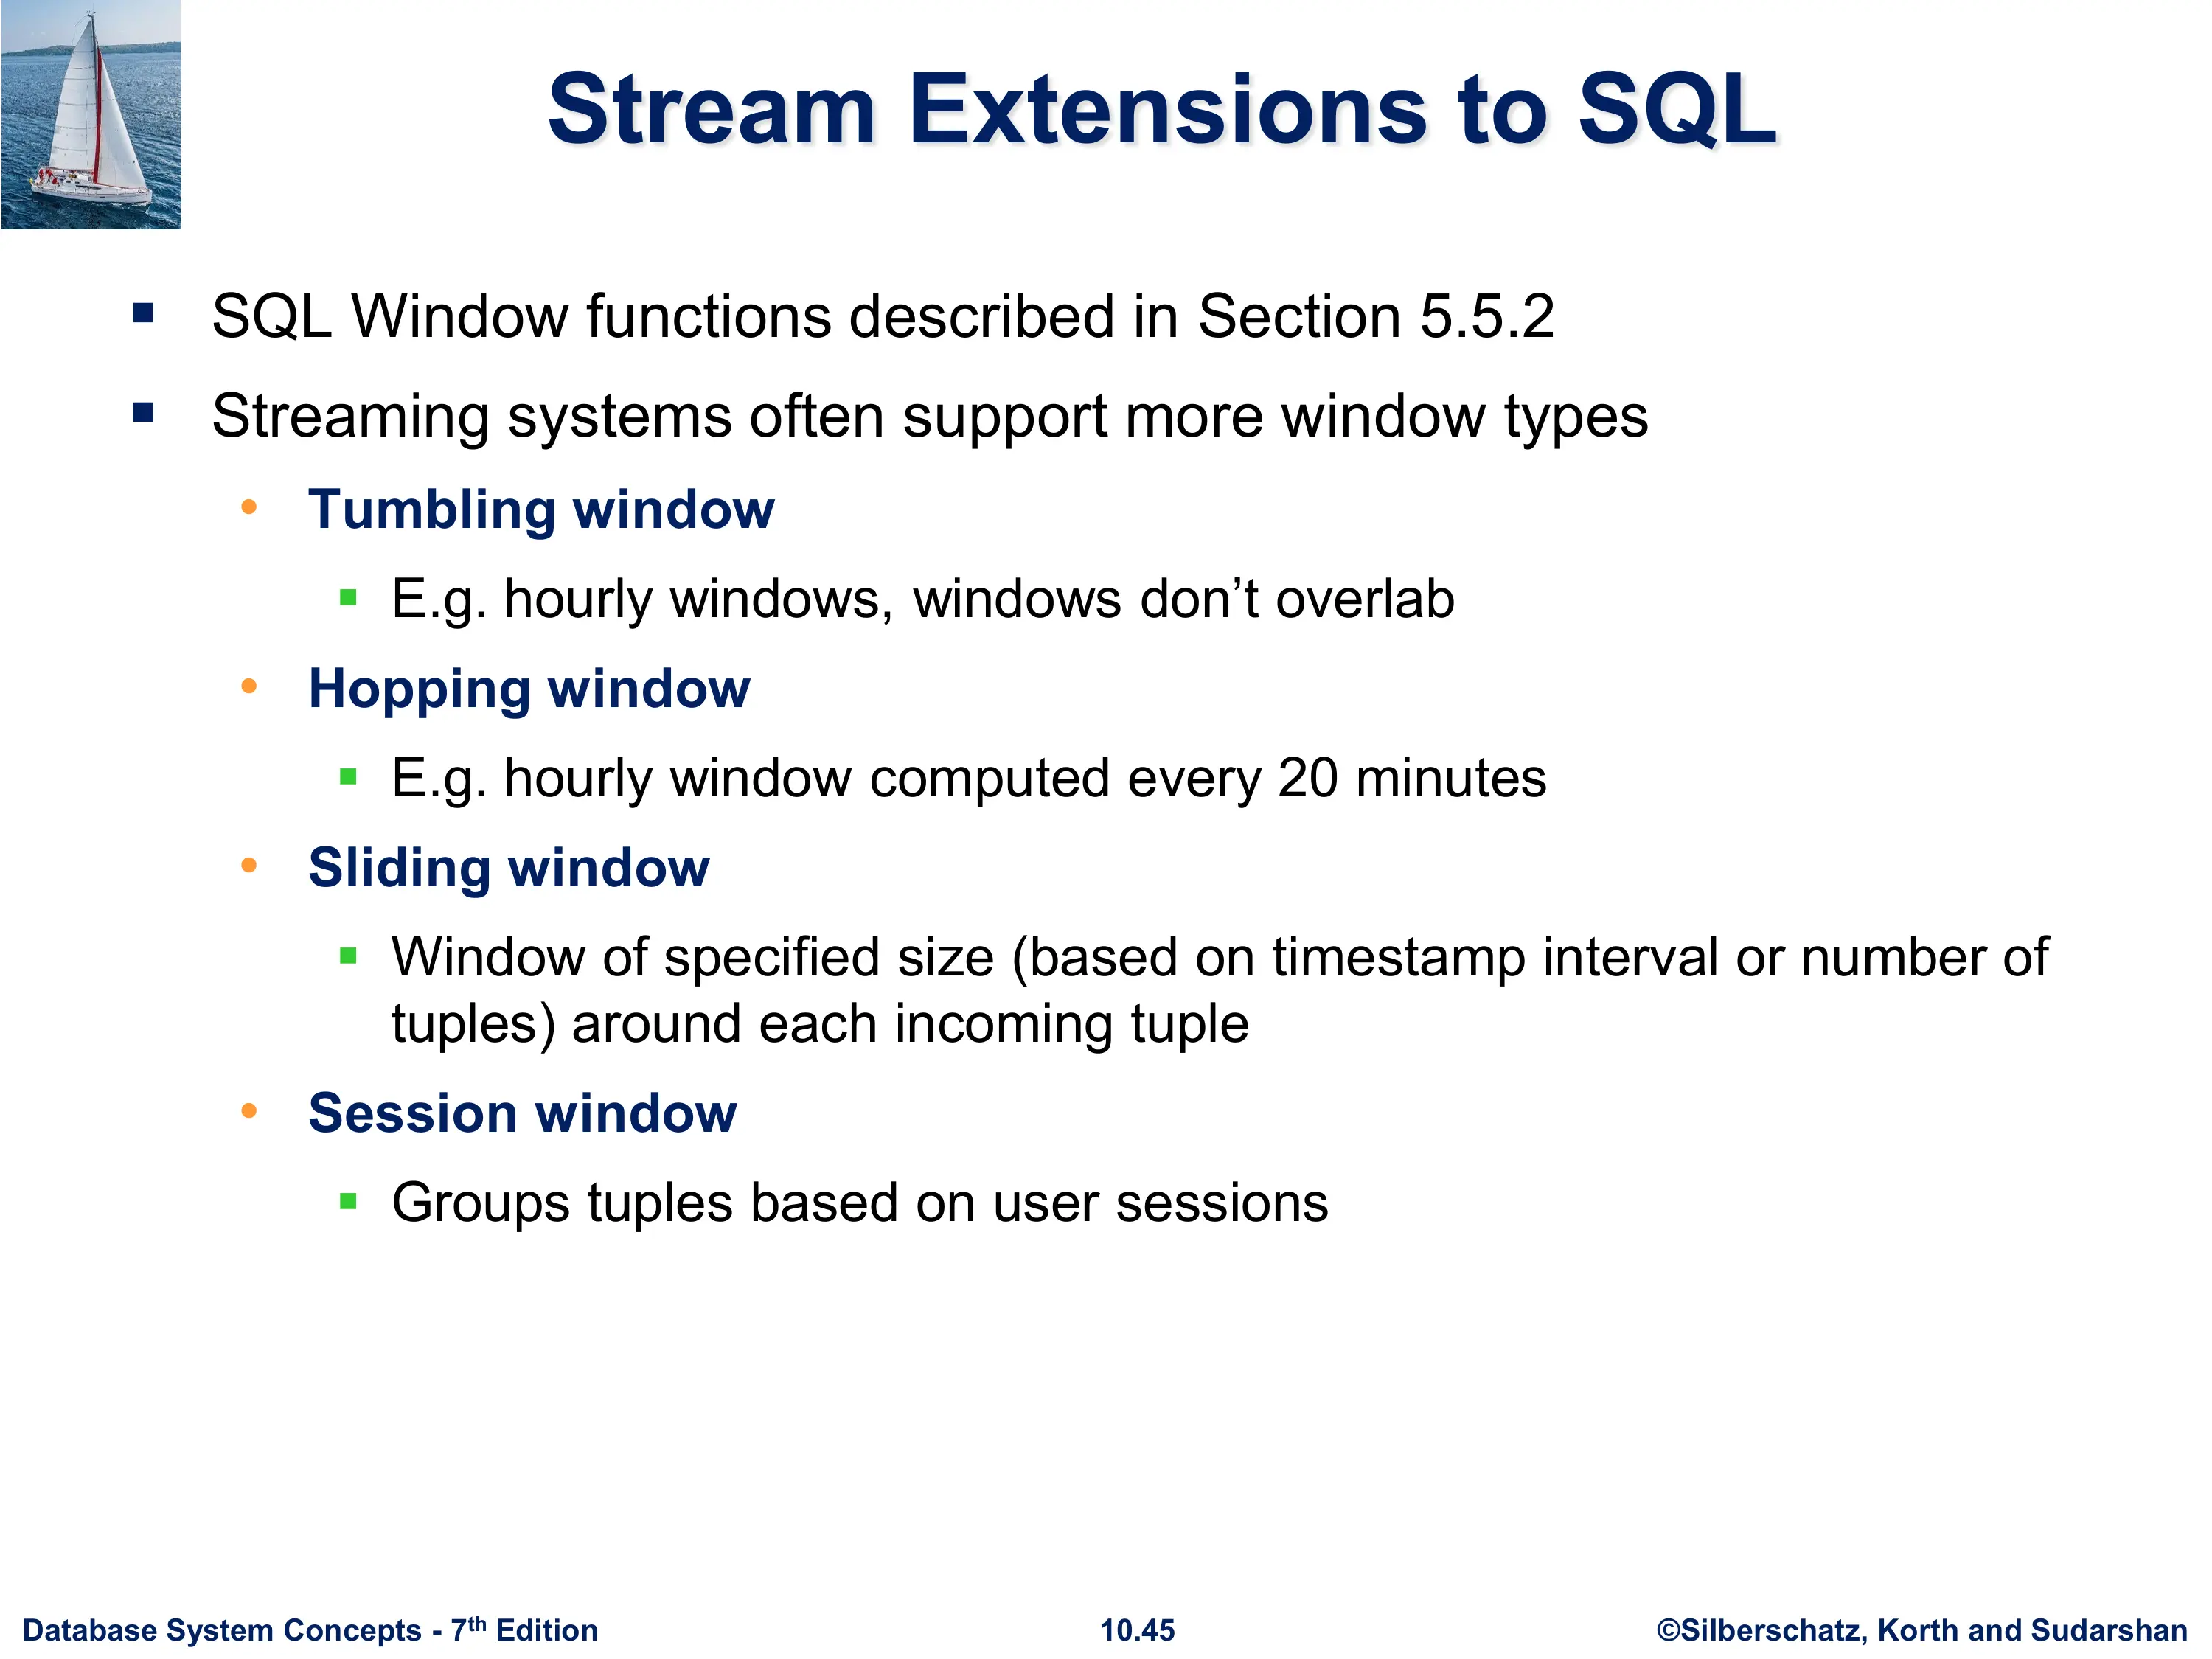 Stream Extensions to SQL
▪ SQL Window functions described in Section 5.5.2
▪ Streaming systems often support more window types
• Tumbling window
▪ E.g. hourly windows, windows don’t overlab
• Hopping window
▪ E.g. hourly window computed every 20 minutes
• Sliding window
▪ Window of specified size (based on timestamp interval or number of
tuples) around each incoming tuple
• Session window
▪ Groups tuples based on user sessions
Database System Concepts - 7th Edition 10.45 ©Silberschatz, Korth and Sudarshan